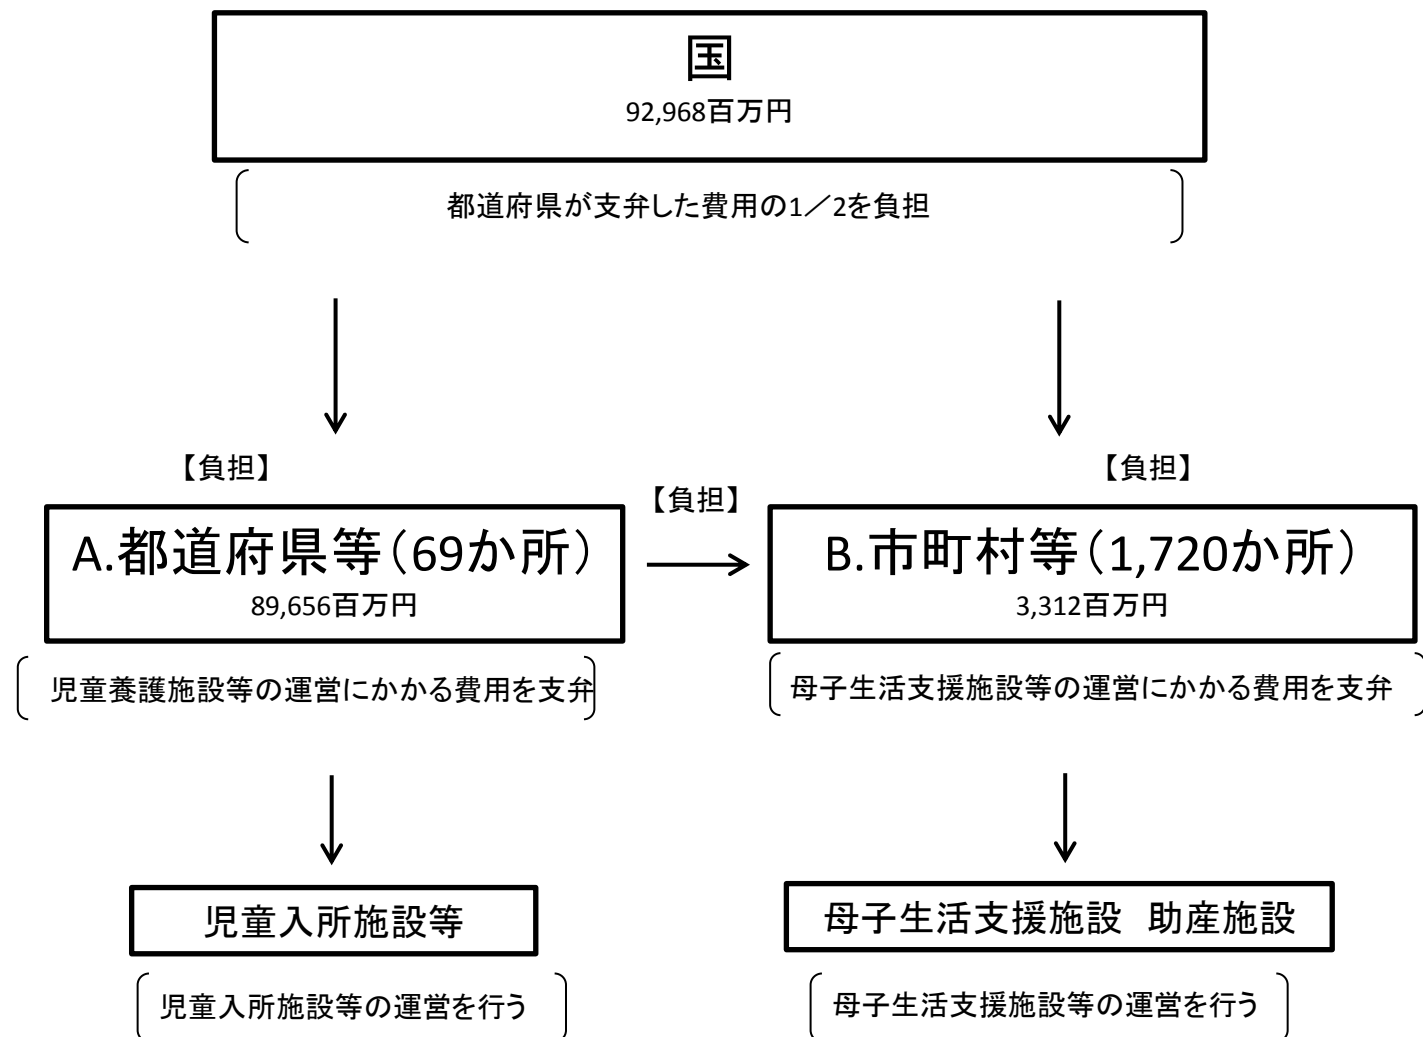 国
92,968百万円
都道府県が支弁した費用の1／2を負担
【負担】
【負担】
【負担】
A.都道府県等（69か所）
89,656百万円
B.市町村等（1,720か所）
3,312百万円
児童養護施設等の運営にかかる費用を支弁
母子生活支援施設等の運営にかかる費用を支弁
児童入所施設等
母子生活支援施設　助産施設
児童入所施設等の運営を行う
母子生活支援施設等の運営を行う